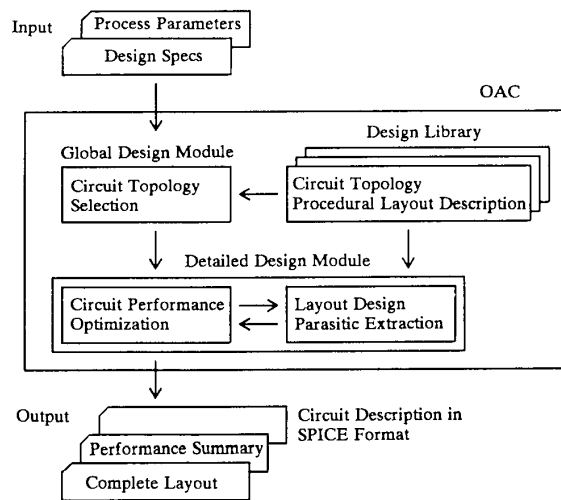 Input
Process Parameters
Design Specs
OAC
Design Library
Global Design Module
Circuit Topology
Selection
Circuit Topology
Procedural Layout Description
Detailed Design Module
Circuit Performance
Optimization
Layout Design
Parasitic Extraction
Output
Circuit Description in
SPICE Format
Performance Summary
Complete Layout